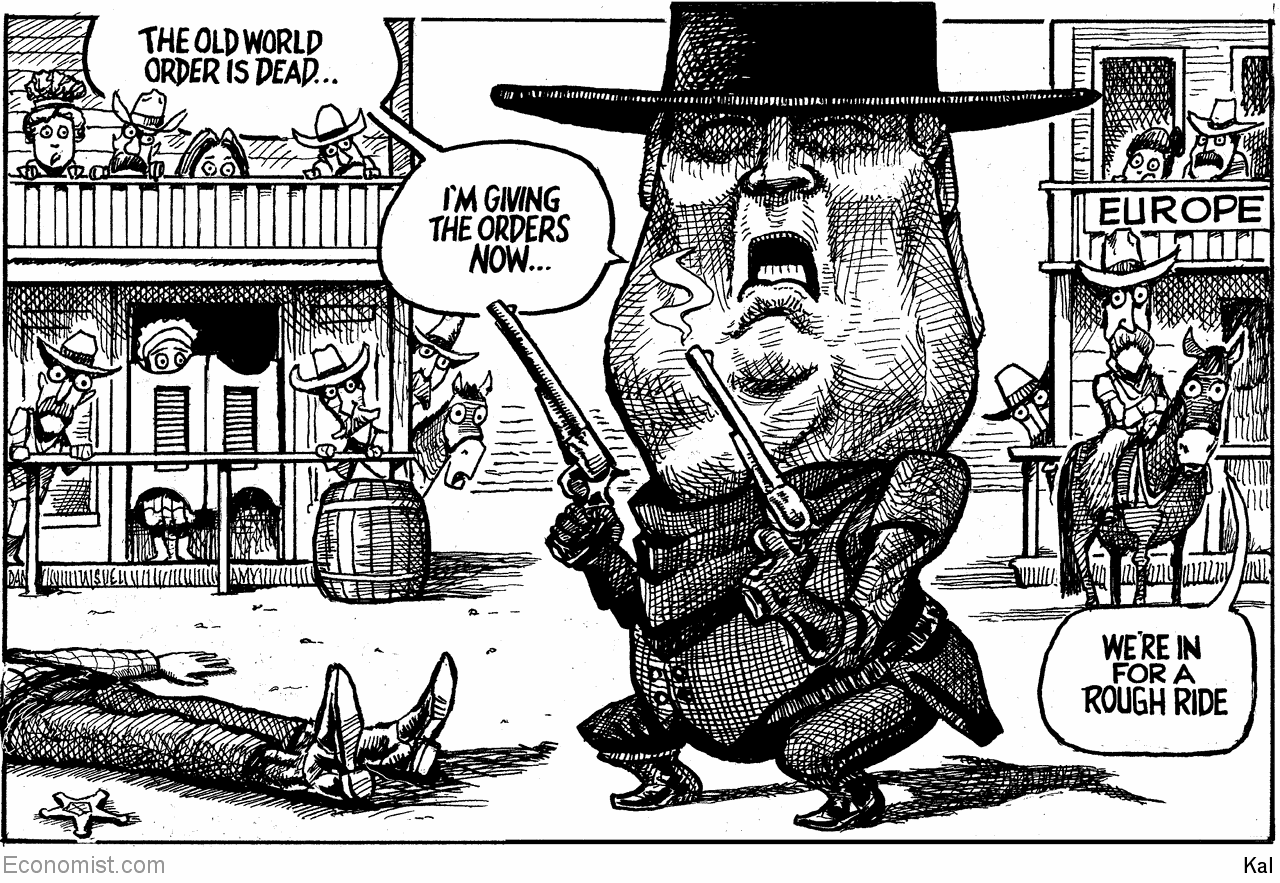 THE OLD WORLD
ORDER IS DEAD...
I'M GIVING
THE ORDERS
NOW...
EUROPE
WE'RE IN
FOR A
ROUGH RIDE
Economist.com
Kal